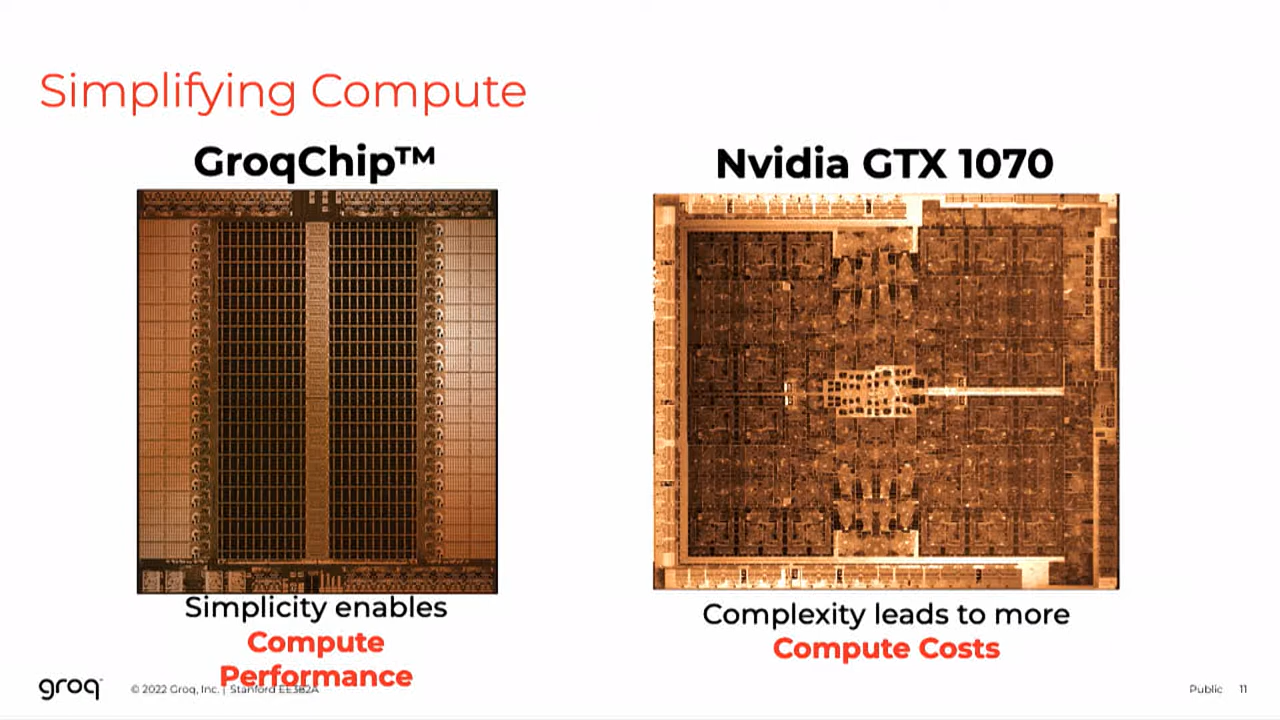 Simplifying Compute
GroqChip™
Nvidia GTX 1070
Simplicity enables
Compute
Performance
Complexity leads to more
Compute Costs
groq
© 2022 Groq, Inc. | Stanford EE382A
Public 11